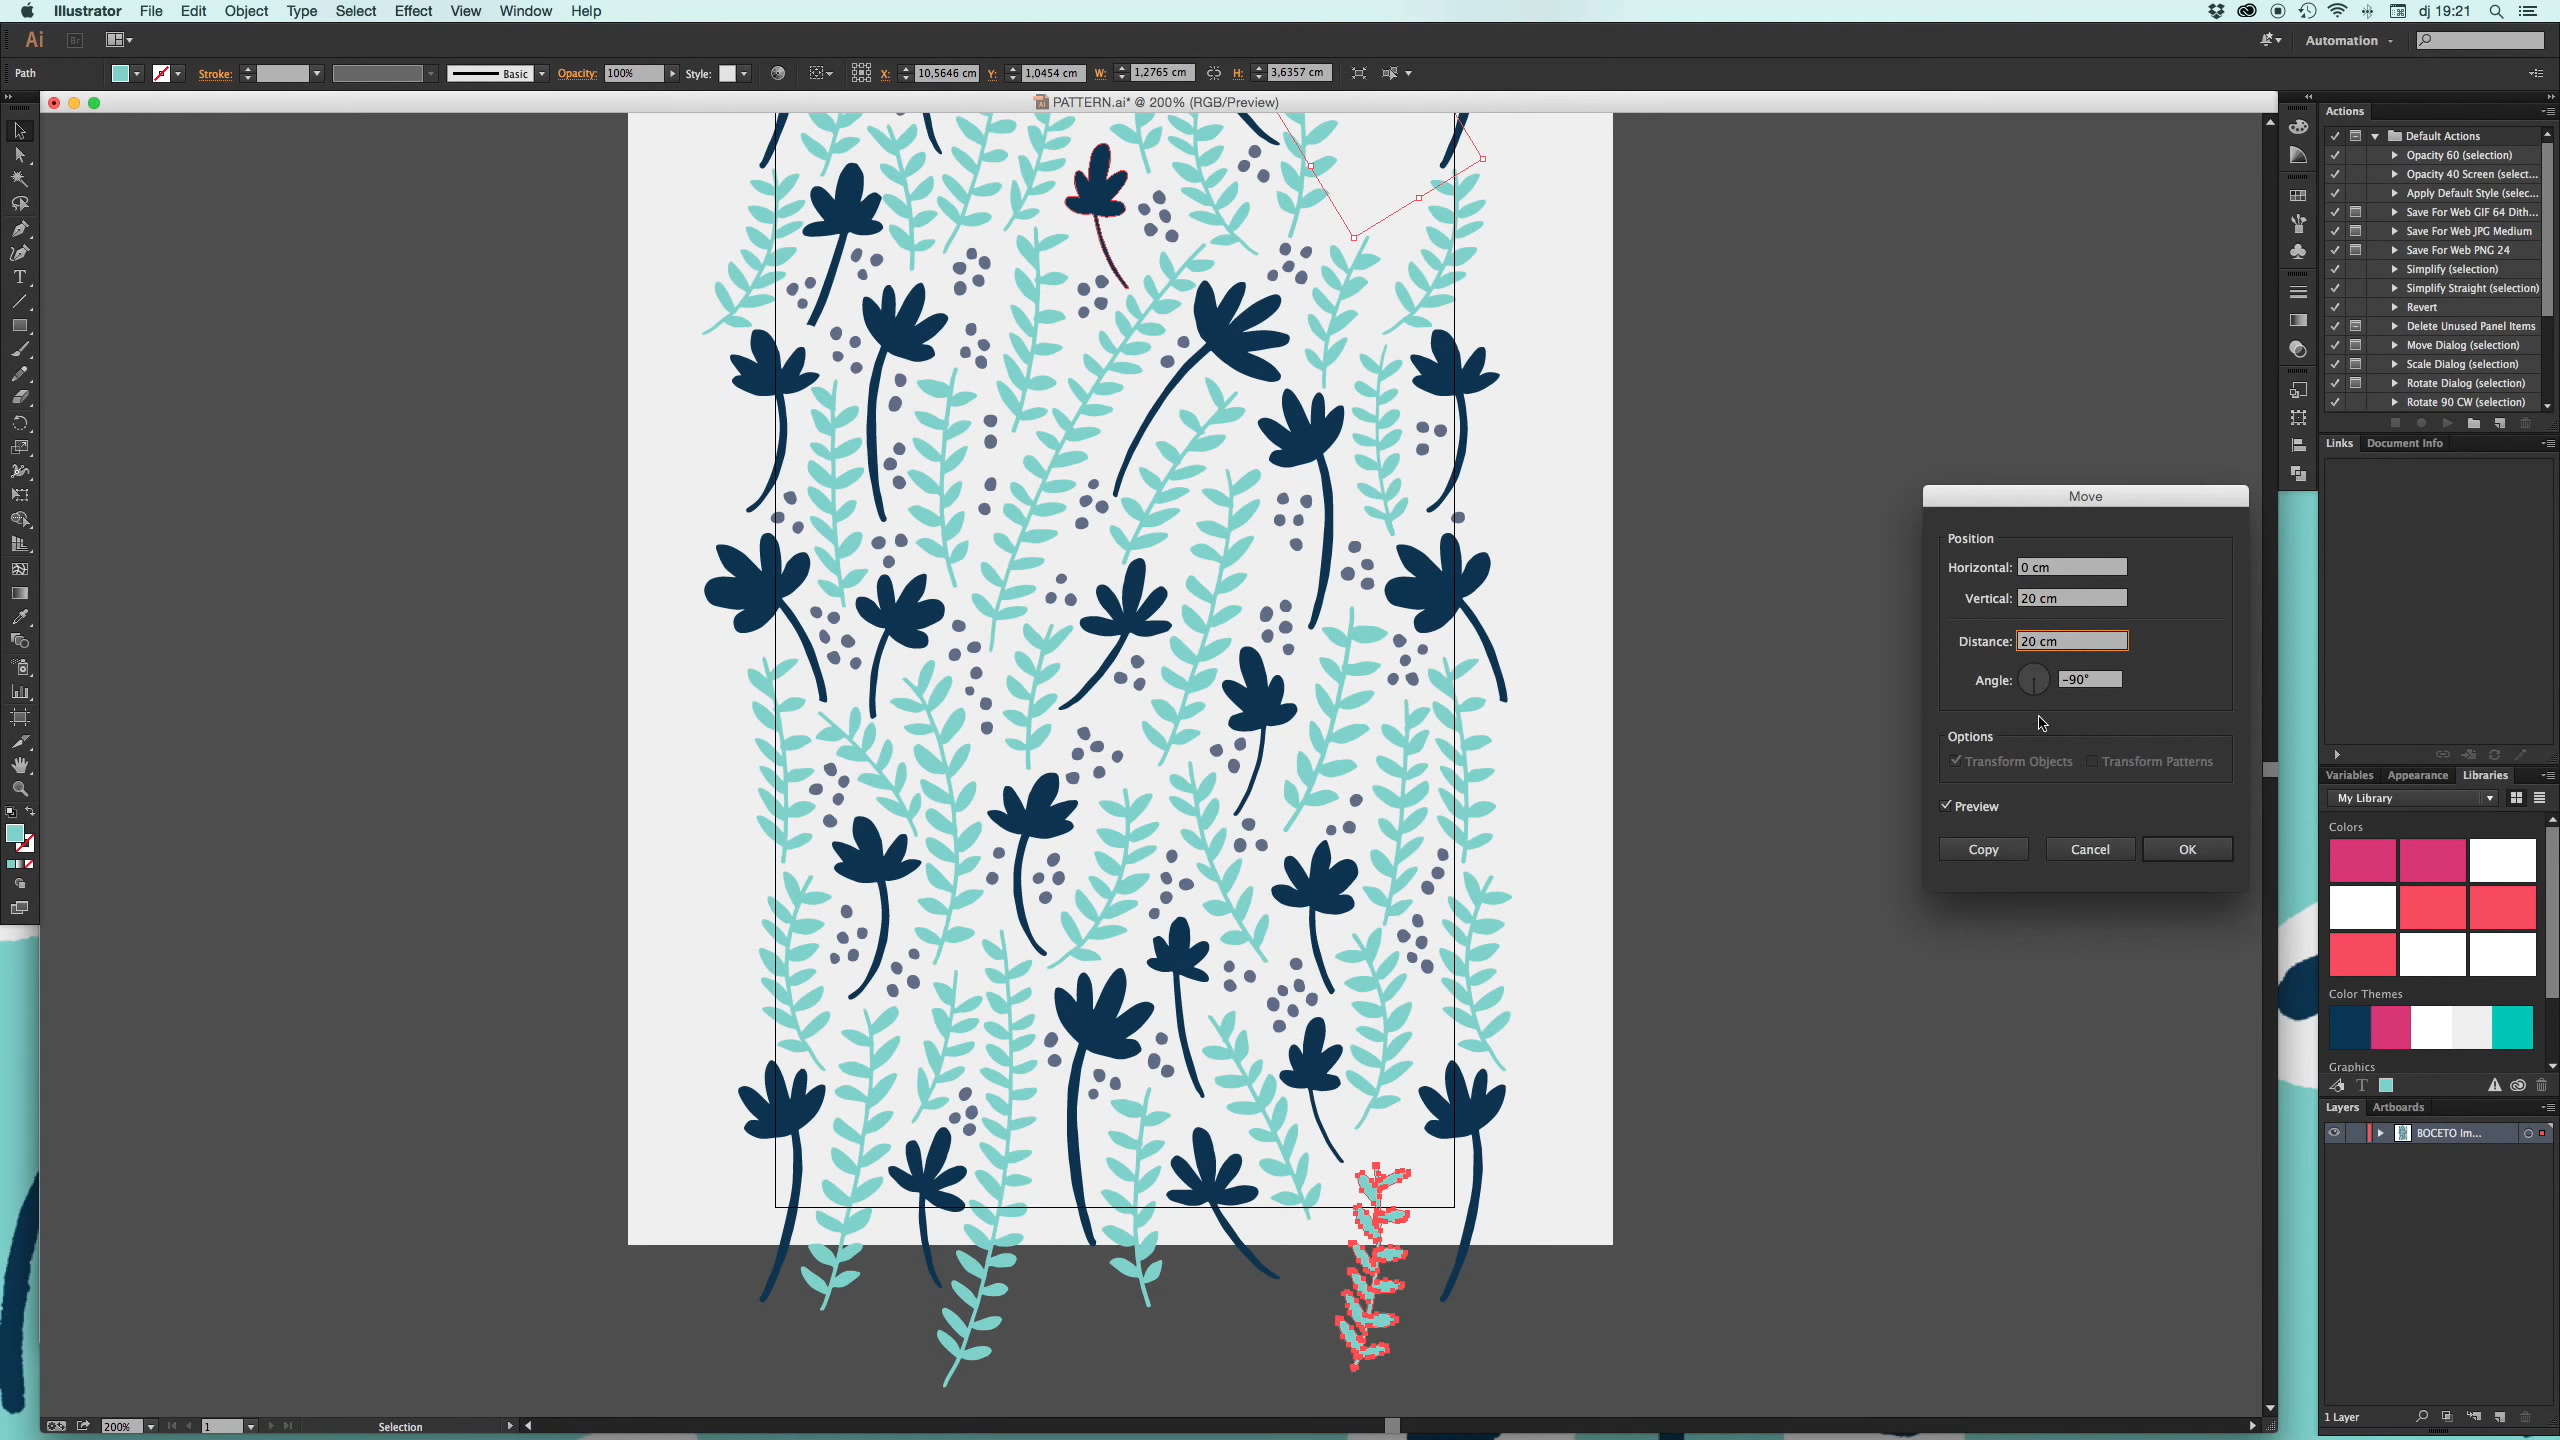 Illustrator File Edit Object Type Select Effect View Window Help
dj 19:21
Ai Br
Automation
Path Stroke: Basic Opacity: 100% Style: X: 10,5646 cm Y: 1,0454 cm W: 1,2765 cm H: 3,6357 cm
PATTERN.ai* @ 200% (RGB/Preview)
Actions
Default Actions
Opacity 60 (selection)
Opacity 40 Screen (select...
Apply Default Style (selec...
Save For Web GIF 64 Dith...
Save For Web JPG Medium
Save For Web PNG 24
Simplify (selection)
Simplify Straight (selection)
Revert
Delete Unused Panel Items
Move Dialog (selection)
Scale Dialog (selection)
Rotate Dialog (selection)
Rotate 90 CW (selection)
Links Document Info
Move
Position
Horizontal: 0 cm
Vertical: 20 cm
Distance: 20 cm
Angle: -90°
Options
Transform Objects Transform Patterns
Preview
Copy Cancel OK
Variables Appearance Libraries
My Library
Colors
Color Themes
Graphics
Layers Artboards
BOCETO Im...
1 Layer
200% 1 Selection